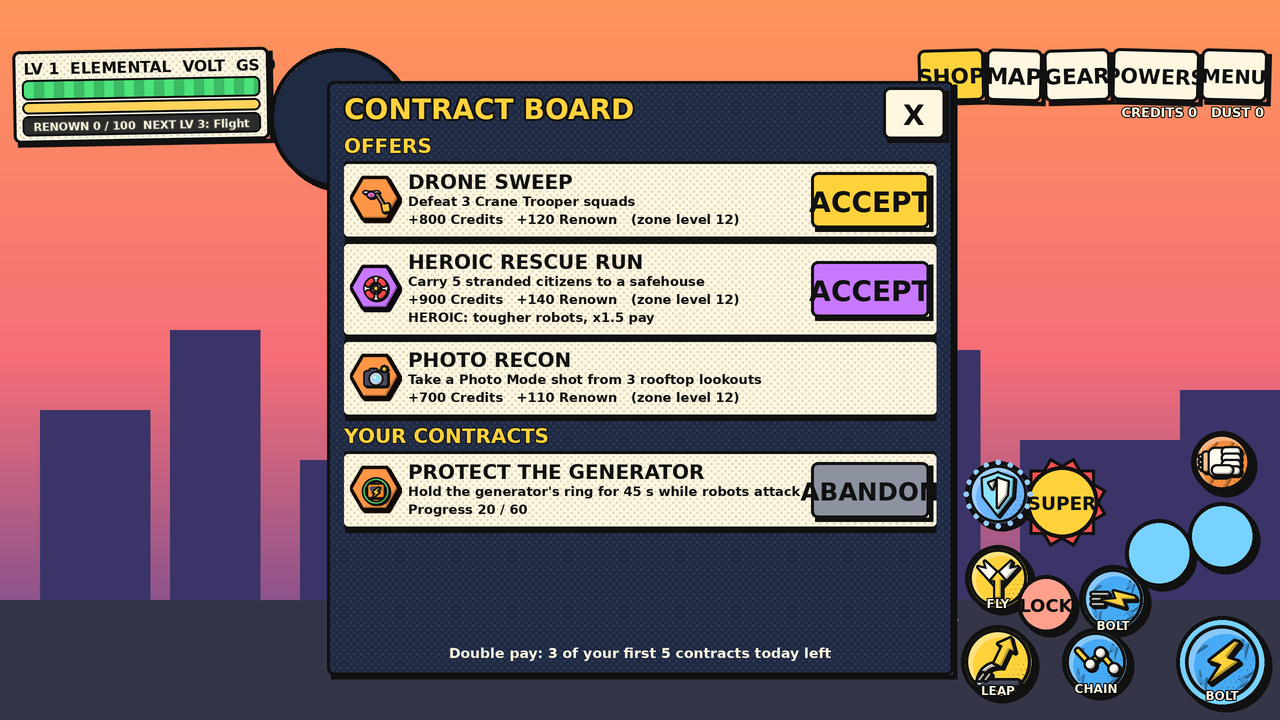 LV 1 ELEMENTAL VOLT GS
RENOWN 0 / 100 NEXT LV 3: Flight
SHOP
MAP
GEAR
POWERS
MENU
CREDITS 0 DUST 0
CONTRACT BOARD
X
OFFERS
DRONE SWEEP
Defeat 3 Crane Trooper squads
+800 Credits +120 Renown (zone level 12)
ACCEPT
HEROIC RESCUE RUN
Carry 5 stranded citizens to a safehouse
+900 Credits +140 Renown (zone level 12)
HEROIC: tougher robots, x1.5 pay
ACCEPT
PHOTO RECON
Take a Photo Mode shot from 3 rooftop lookouts
+700 Credits +110 Renown (zone level 12)
YOUR CONTRACTS
PROTECT THE GENERATOR
Hold the generator's ring for 45 s while robots attack
Progress 20 / 60
ABANDON
Double pay: 3 of your first 5 contracts today left
SUPER
FLY
LOCK
BOLT
LEAP
CHAIN
BOLT